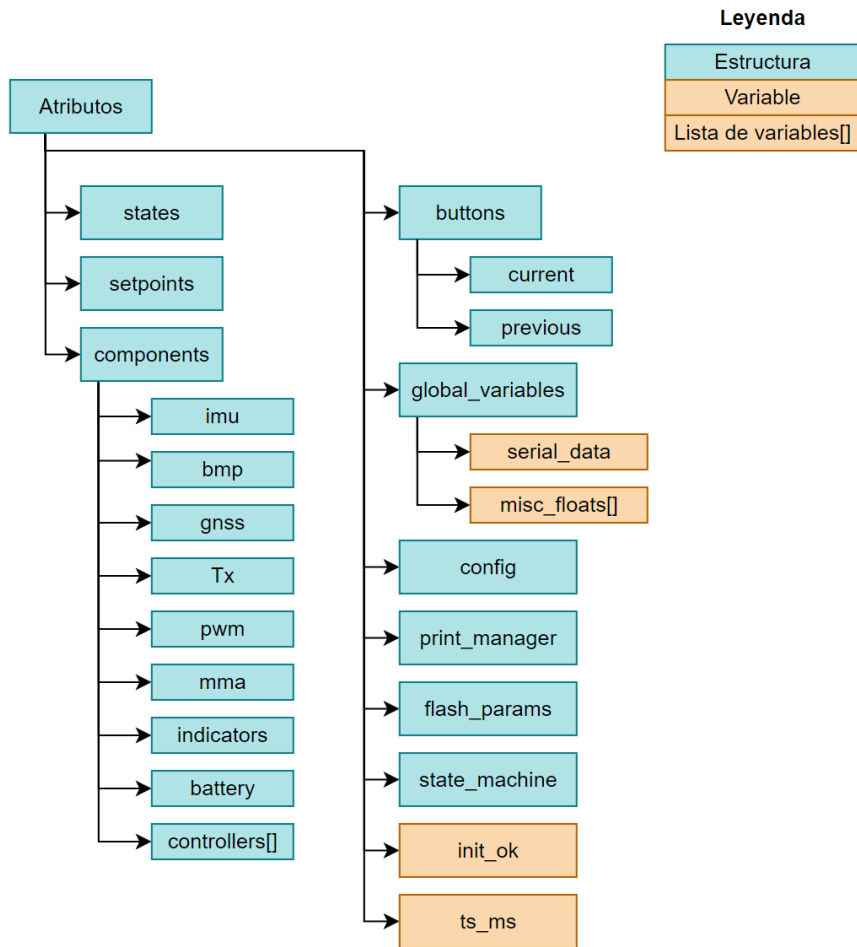 Leyenda
Estructura
Variable
Lista de variables[]
Atributos
states
setpoints
components
imu
bmp
gnss
Tx
pwm
mma
indicators
battery
controllers[]
buttons
current
previous
global_variables
serial_data
misc_floats[]
config
print_manager
flash_params
state_machine
init_ok
ts_ms